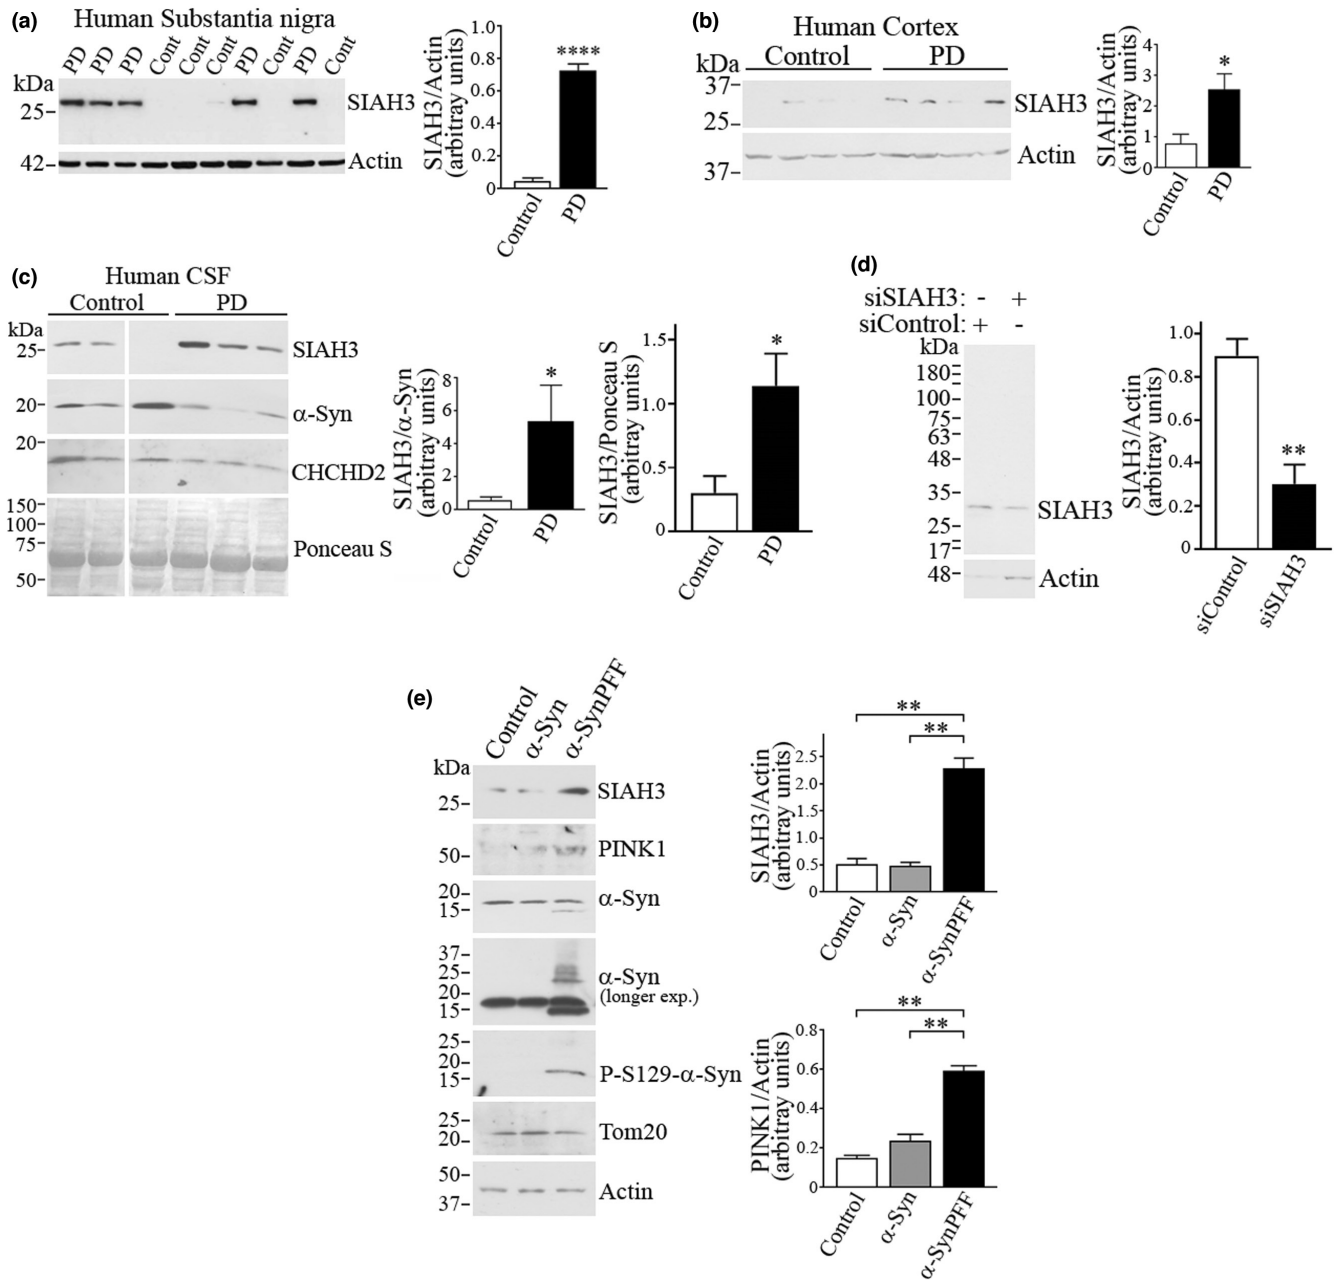 (a)
Human Substantia nigra
PD PD PD Cont Cont Cont PD Cont PD Cont
kDa
25–
SIAH3
42–
Actin
SIAH3/Actin
(arbitray units)
1.0
0.8
0.6
0.4
0.2
0
****
Control
PD
(b)
Human Cortex
Control PD
kDa
37–
25–
SIAH3
37–
Actin
SIAH3/Actin
(arbitray units)
4
3
2
1
0
*
Control
PD
(c)
Human CSF
Control PD
kDa
25–
SIAH3
20–
α-Syn
20–
CHCHD2
150–
100–
75–
50–
Ponceau S
SIAH3/α-Syn
(arbitray units)
8
6
4
2
0
*
Control
PD
SIAH3/Ponceau S
(arbitray units)
1.5
1.0
0.5
0
*
Control
PD
(d)
siSIAH3: - +
siControl: + -
kDa
180–
100–
75–
63–
48–
35–
25–
17–
SIAH3
48–
Actin
SIAH3/Actin
(arbitray units)
1.0
0.8
0.6
0.4
0.2
0
**
siControl
siSIAH3
(e)
Control α-Syn α-SynPFF
kDa
25–
SIAH3
50–
PINK1
20–
15–
α-Syn
37–
25–
20–
15–
α-Syn
(longer exp.)
25–
20–
15–
P-S129-α-Syn
25–
20–
Tom20
50–
37–
Actin
SIAH3/Actin
(arbitray units)
2.5
2.0
1.5
1.0
0.5
0
**
**
Control
α-Syn
α-SynPFF
PINK1/Actin
(arbitray units)
0.8
0.6
0.4
0.2
0
**
**
Control
α-Syn
α-SynPFF